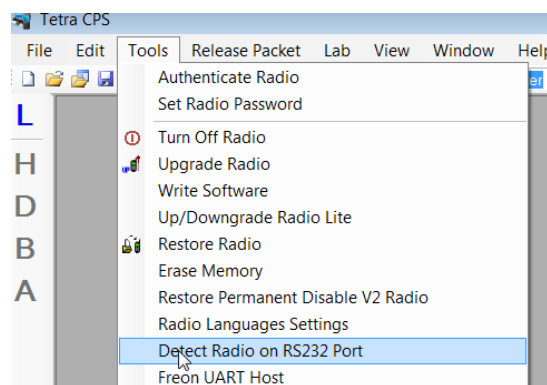 Tetra CPS
File Edit Tools Release Packet Lab View Window Help
Authenticate Radio
Set Radio Password
L
Turn Off Radio
H
Upgrade Radio
Write Software
D
Up/Downgrade Radio Lite
B
Restore Radio
Erase Memory
A
Restore Permanent Disable V2 Radio
Radio Languages Settings
Detect Radio on RS232 Port
Freon UART Host